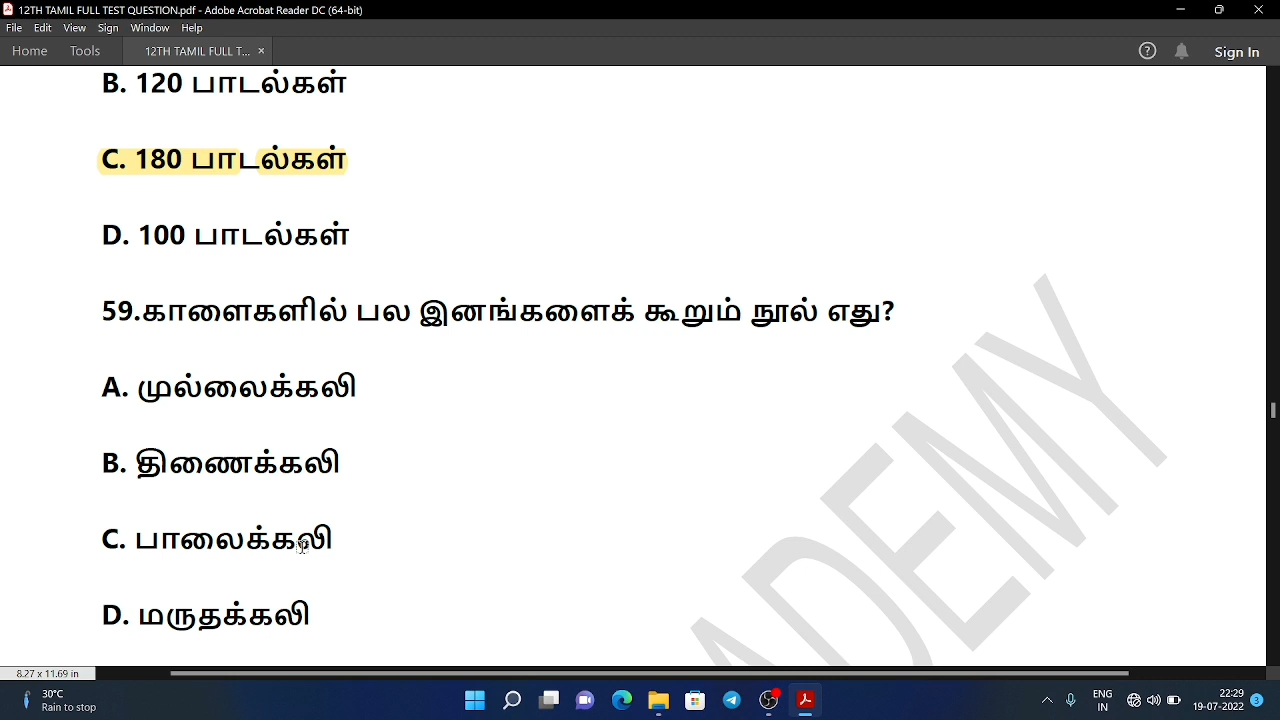 12TH TAMIL FULL TEST QUESTION.pdf - Adobe Acrobat Reader DC (64-bit)
File Edit View Sign Window Help
Home Tools 12TH TAMIL FULL T... × Sign In
B. 120 பாடல்கள்
C. 180 பாடல்கள்
D. 100 பாடல்கள்
59.காளைகளில் பல இனங்களைக் கூறும் நூல் எது?
A. முல்லைக்கலி
B. திணைக்கலி
C. பாலைக்கலி
D. மருதக்கலி
ADEMY
8.27 x 11.69 in
30°C
Rain to stop
ENG
IN
22:25
19-07-2022
3